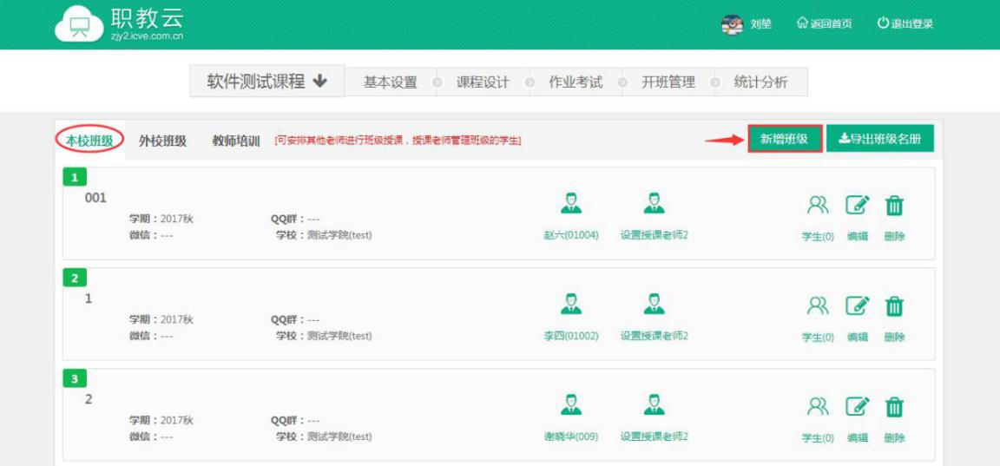 职教云
zjy2.icve.com.cn
刘堃 返回首页 退出登录
软件测试课程 基本设置 课程设计 作业考试 开班管理 统计分析
本校班级 外校班级 教师培训 [可安排其他老师进行班级授课，授课老师管理班级的学生] 新增班级 导出班级名册
1
001
学期：2017秋 QQ群：---
微信：--- 学校：测试学院(test) 赵六(01004) 设置授课老师2 学生(0) 编辑 删除
2
1
学期：2017秋 QQ群：---
微信：--- 学校：测试学院(test) 李四(01002) 设置授课老师2 学生(0) 编辑 删除
3
2
学期：2017秋 QQ群：---
微信：--- 学校：测试学院(test) 谢晓华(009) 设置授课老师2 学生(0) 编辑 删除